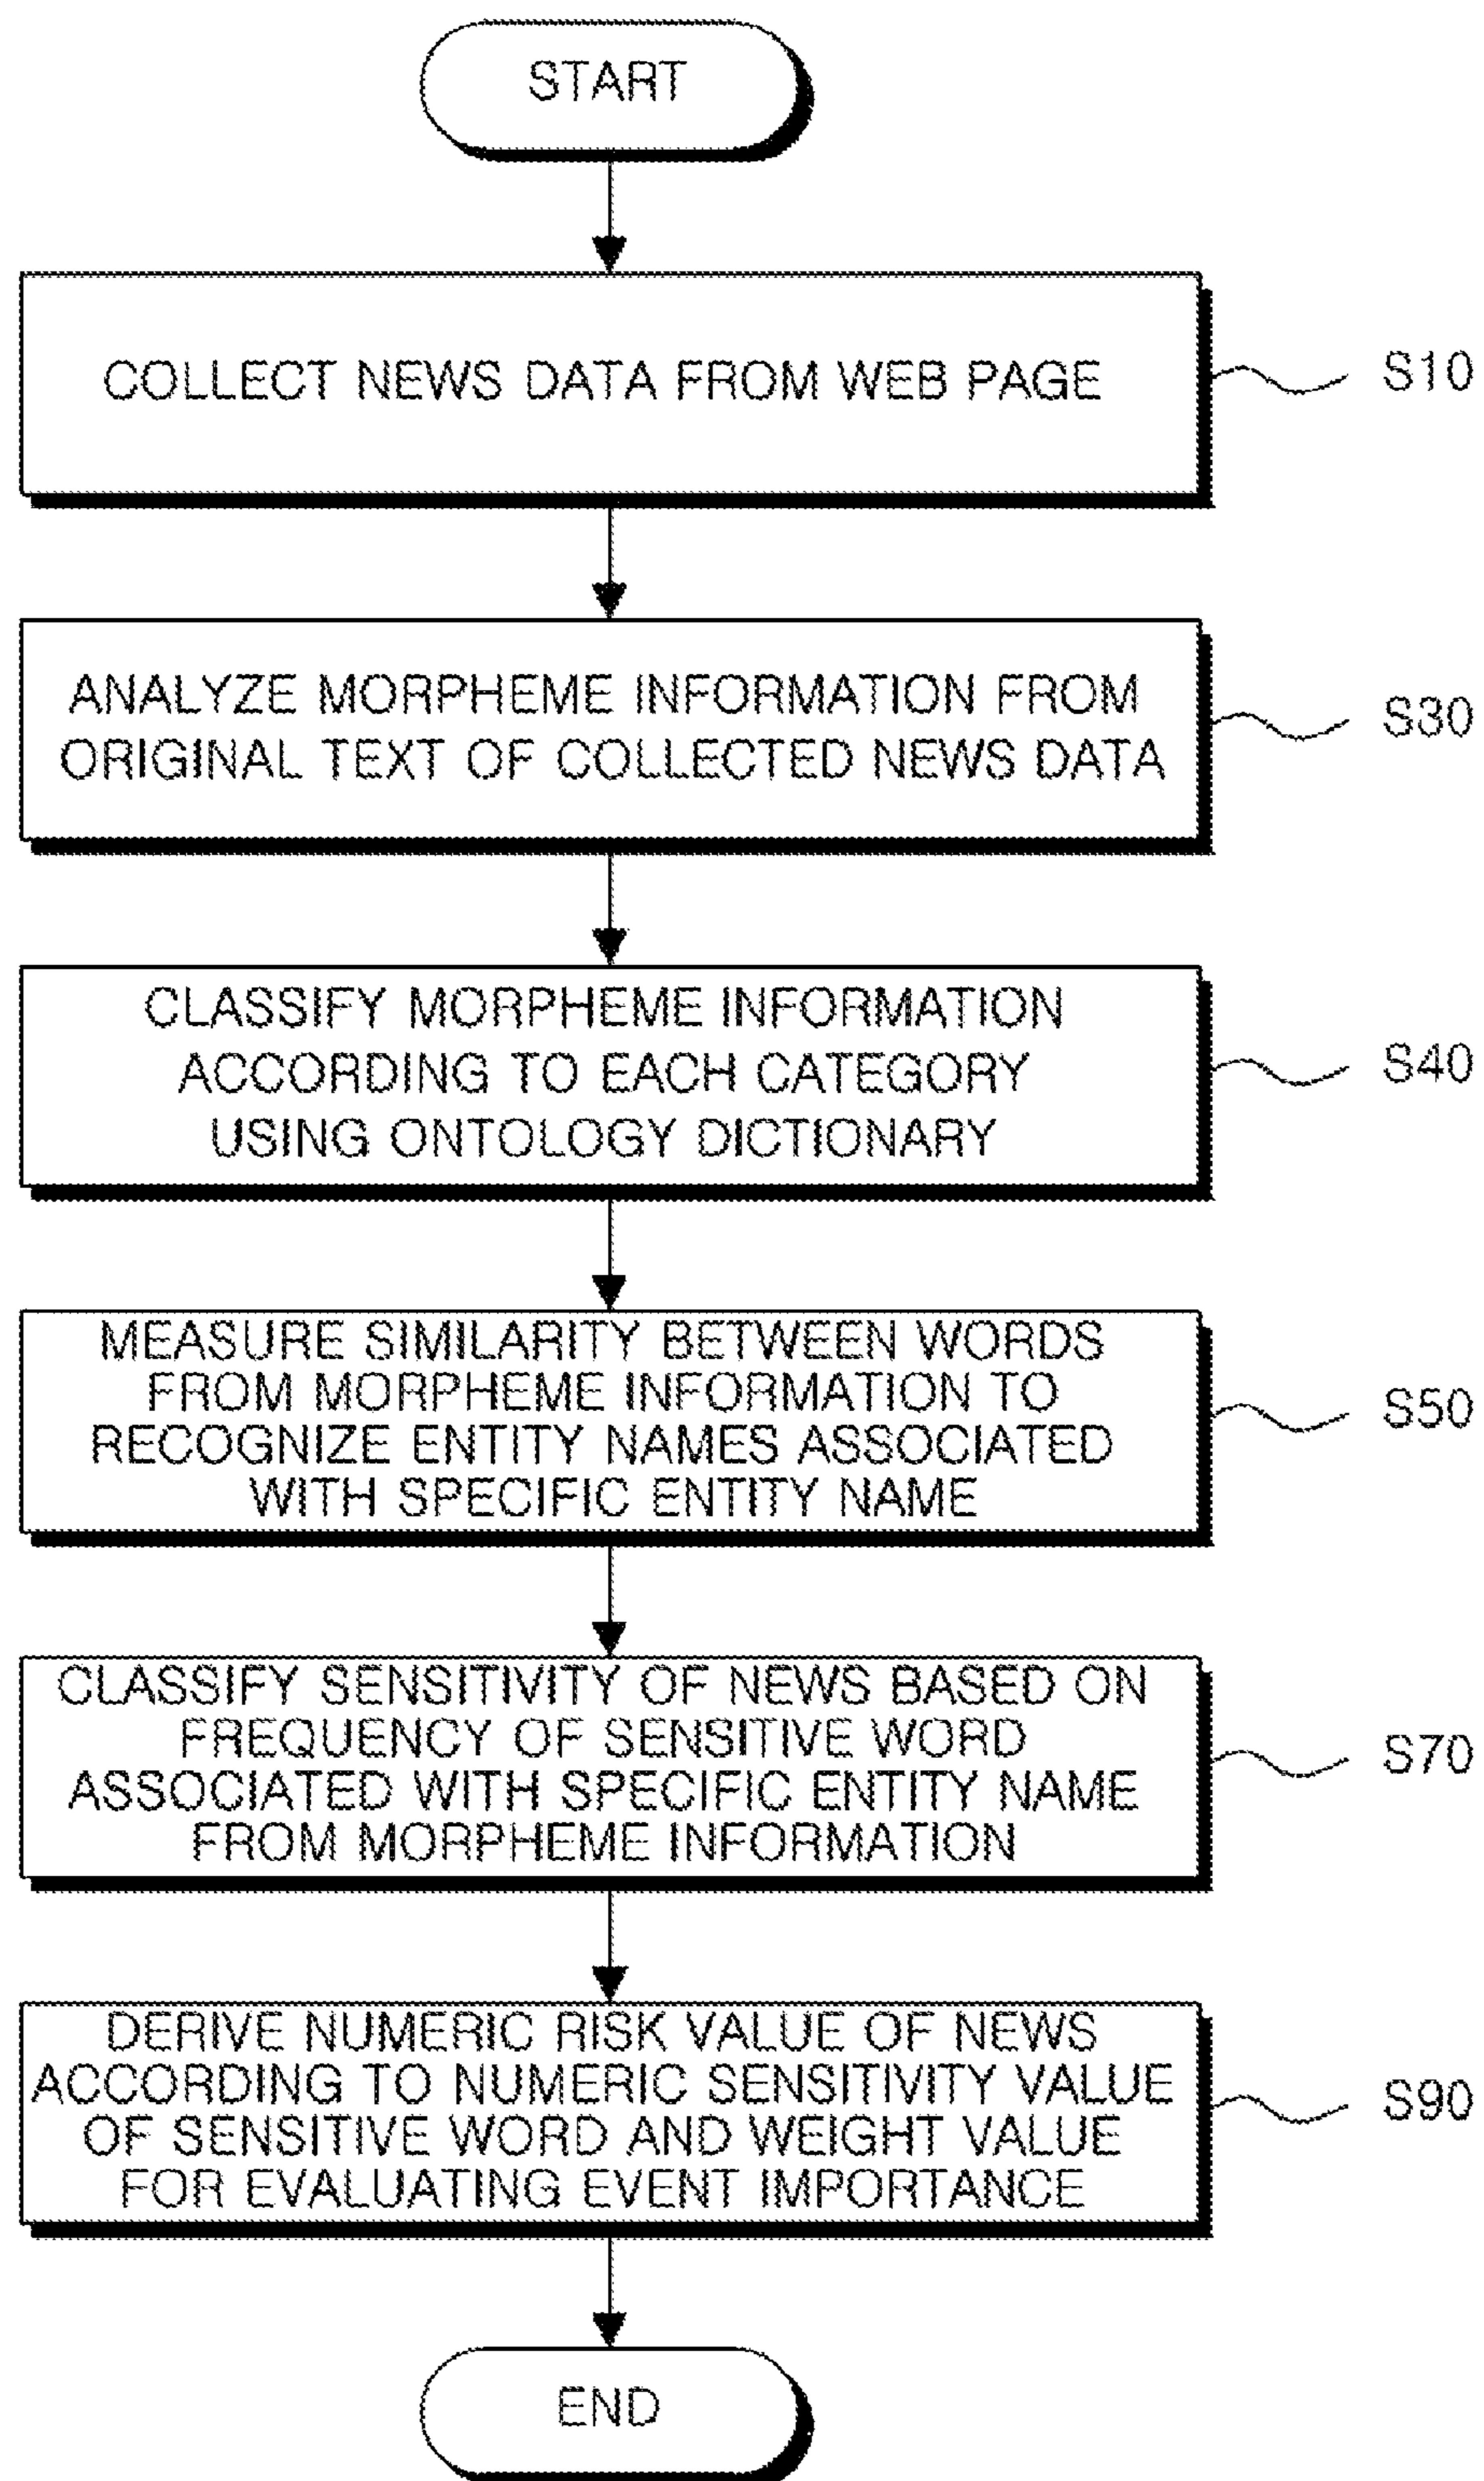 START
COLLECT NEWS DATA FROM WEB PAGE
S10
ANALYZE MORPHEME INFORMATION FROM
ORIGINAL TEXT OF COLLECTED NEWS DATA
S30
CLASSIFY MORPHEME INFORMATION
ACCORDING TO EACH CATEGORY
USING ONTOLOGY DICTIONARY
S40
MEASURE SIMILARITY BETWEEN WORDS
FROM MORPHEME INFORMATION TO
RECOGNIZE ENTITY NAMES ASSOCIATED
WITH SPECIFIC ENTITY NAME
S50
CLASSIFY SENSITIVITY OF NEWS BASED ON
FREQUENCY OF SENSITIVE WORD
ASSOCIATED WITH SPECIFIC ENTITY NAME
FROM MORPHEME INFORMATION
S70
DERIVE NUMERIC RISK VALUE OF NEWS
ACCORDING TO NUMERIC SENSITIVITY VALUE
OF SENSITIVE WORD AND WEIGHT VALUE
FOR EVALUATING EVENT IMPORTANCE
S90
END